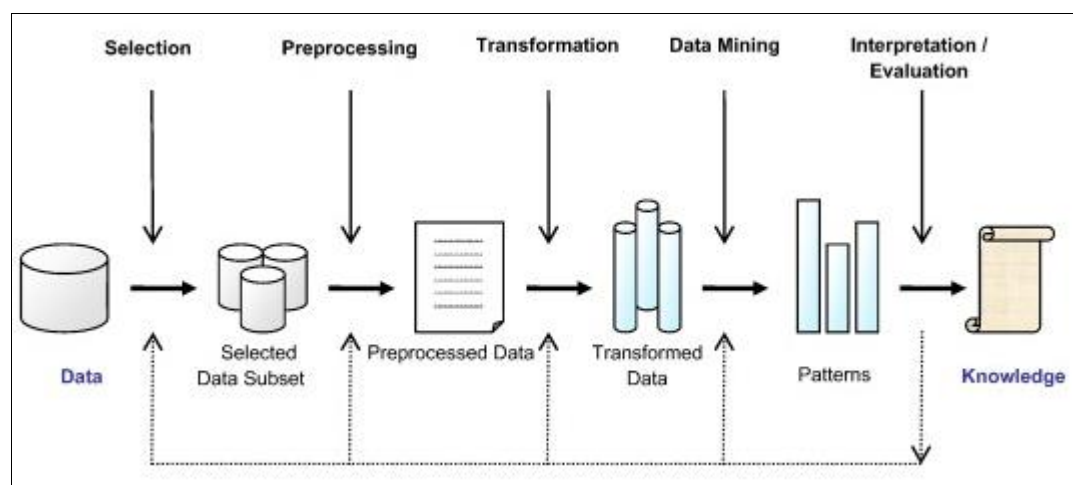 Selection
Preprocessing
Transformation
Data Mining
Interpretation /
Evaluation
Data
Selected
Data Subset
Preprocessed Data
Transformed
Data
Patterns
Knowledge